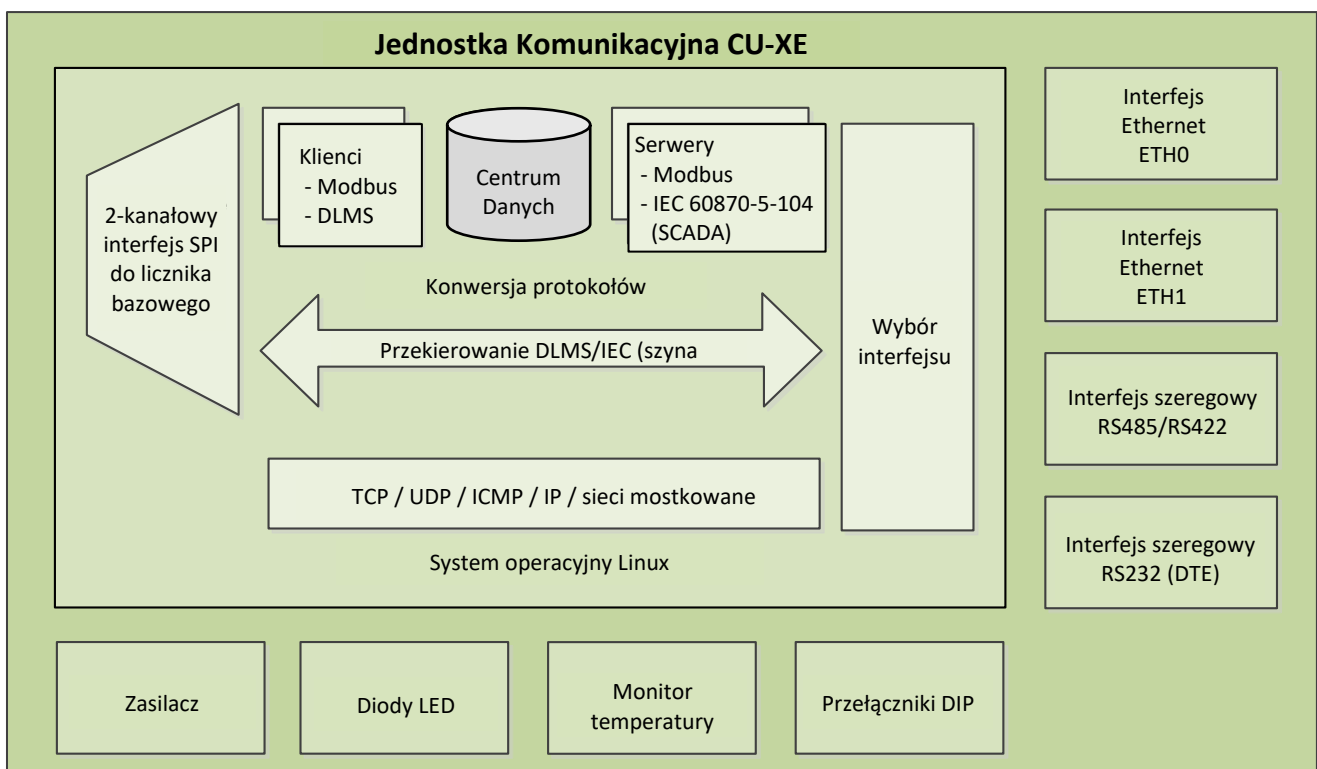 Jednostka Komunikacyjna CU-XE
2-kanałowy
interfejs SPI
do licznika
bazowego
Klienci
- Modbus
- DLMS
Centrum
Danych
Serwery
- Modbus
- IEC 60870-5-104
(SCADA)
Konwersja protokołów
Przekierowanie DLMS/IEC (szyna
TCP / UDP / ICMP / IP / sieci mostkowane
System operacyjny Linux
Wybór
interfejsu
Interfejs
Ethernet
ETH0
Interfejs
Ethernet
ETH1
Interfejs szeregowy
RS485/RS422
Interfejs szeregowy
RS232 (DTE)
Zasilacz
Diody LED
Monitor
temperatury
Przełączniki DIP